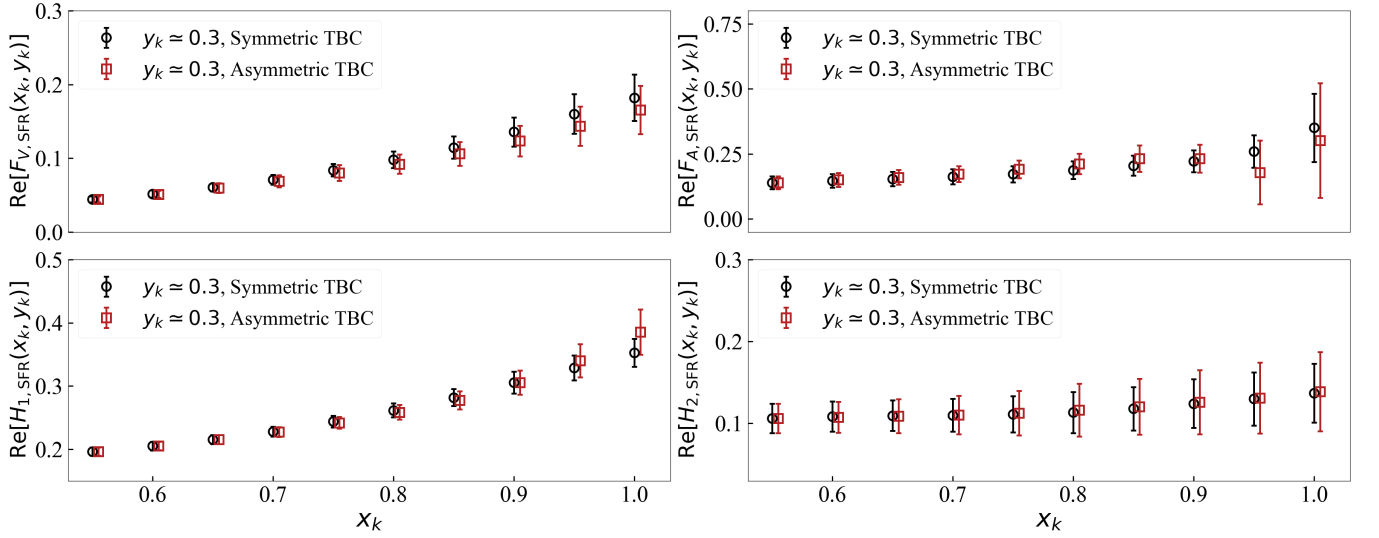 Re[F_{V,SFR}(x_k, y_k)]
0.3
0.2
0.1
0.0
y_k ≃ 0.3, Symmetric TBC
y_k ≃ 0.3, Asymmetric TBC
Re[F_{A,SFR}(x_k, y_k)]
0.75
0.50
0.25
0.00
y_k ≃ 0.3, Symmetric TBC
y_k ≃ 0.3, Asymmetric TBC
Re[H_{1,SFR}(x_k, y_k)]
0.5
0.4
0.3
0.2
y_k ≃ 0.3, Symmetric TBC
y_k ≃ 0.3, Asymmetric TBC
0.6 0.7 0.8 0.9 1.0
x_k
Re[H_{2,SFR}(x_k, y_k)]
0.3
0.2
0.1
y_k ≃ 0.3, Symmetric TBC
y_k ≃ 0.3, Asymmetric TBC
0.6 0.7 0.8 0.9 1.0
x_k